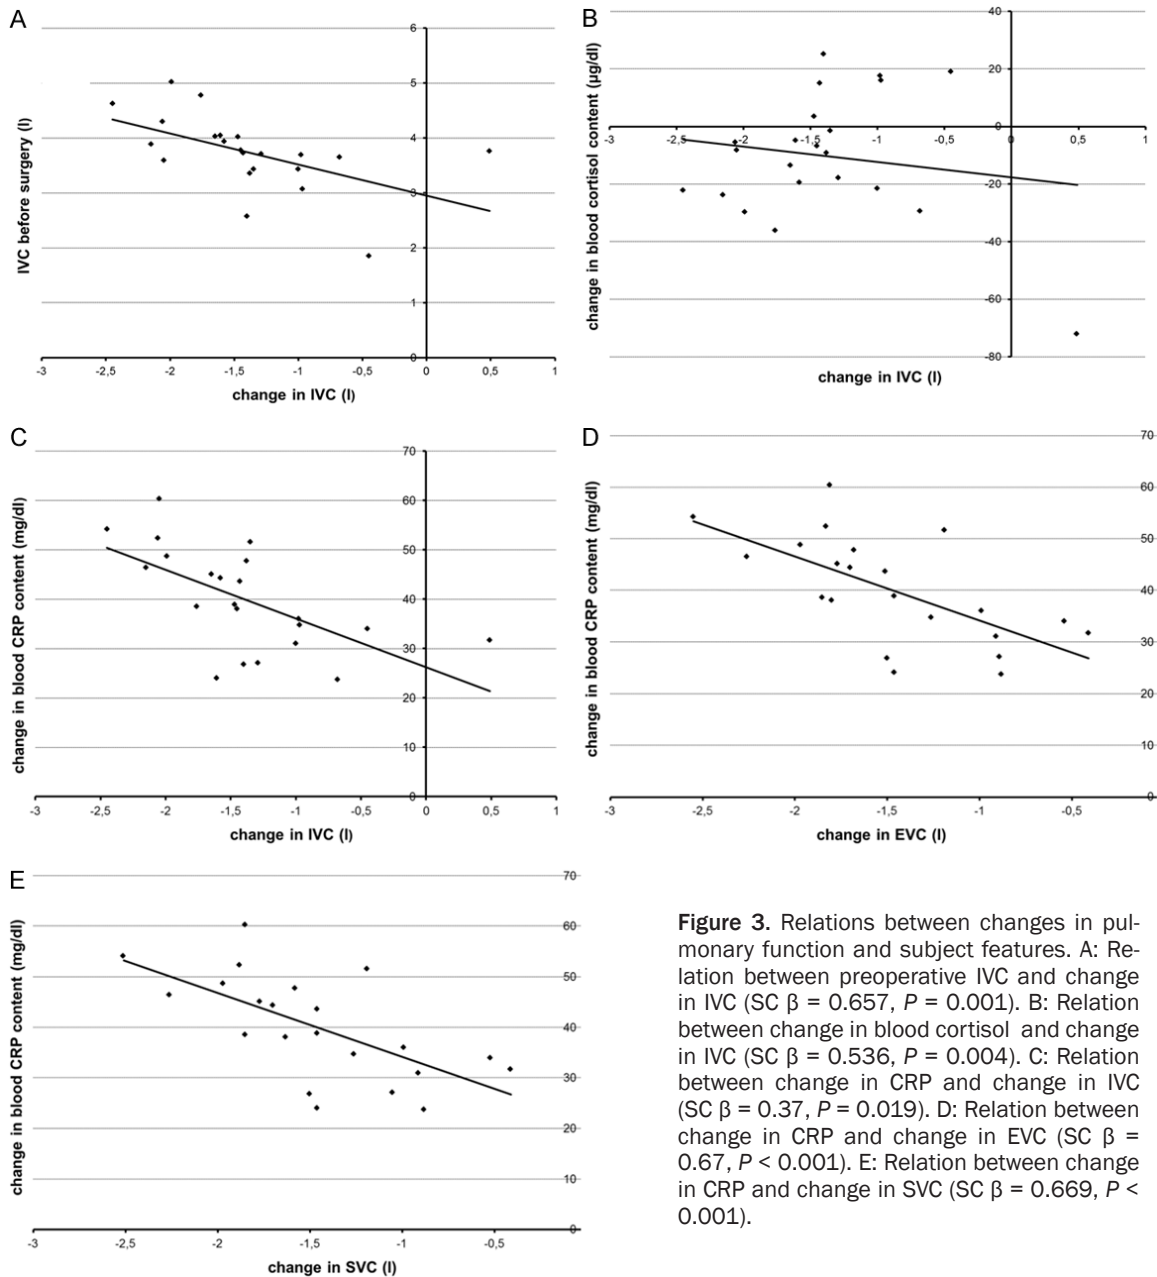 A
6
5
4
3
2
1
0
-3 -2,5 -2 -1,5 -1 -0,5 0 0,5 1
IVC before surgery (l)
change in IVC (l)
B
40
20
0
-20
-40
-60
-80
-3 -2,5 -2 -1,5 -1 -0,5 0 0,5 1
change in blood cortisol content (µg/dl)
change in IVC (l)
C
70
60
50
40
30
20
10
0
-3 -2,5 -2 -1,5 -1 -0,5 0 0,5 1
change in blood CRP content (mg/dl)
change in IVC (l)
D
70
60
50
40
30
20
10
0
-3 -2,5 -2 -1,5 -1 -0,5
change in blood CRP content (mg/dl)
change in EVC (l)
E
70
60
50
40
30
20
10
0
-3 -2,5 -2 -1,5 -1 -0,5
change in blood CRP content (mg/dl)
change in SVC (l)
Figure 3. Relations between changes in pul-
monary function and subject features. A: Re-
lation between preoperative IVC and change
in IVC (SC β = 0.657, P = 0.001). B: Relation
between change in blood cortisol and change
in IVC (SC β = 0.536, P = 0.004). C: Relation
between change in CRP and change in IVC
(SC β = 0.37, P = 0.019). D: Relation between
change in CRP and change in EVC (SC β =
0.67, P < 0.001). E: Relation between change
in CRP and change in SVC (SC β = 0.669, P <
0.001).